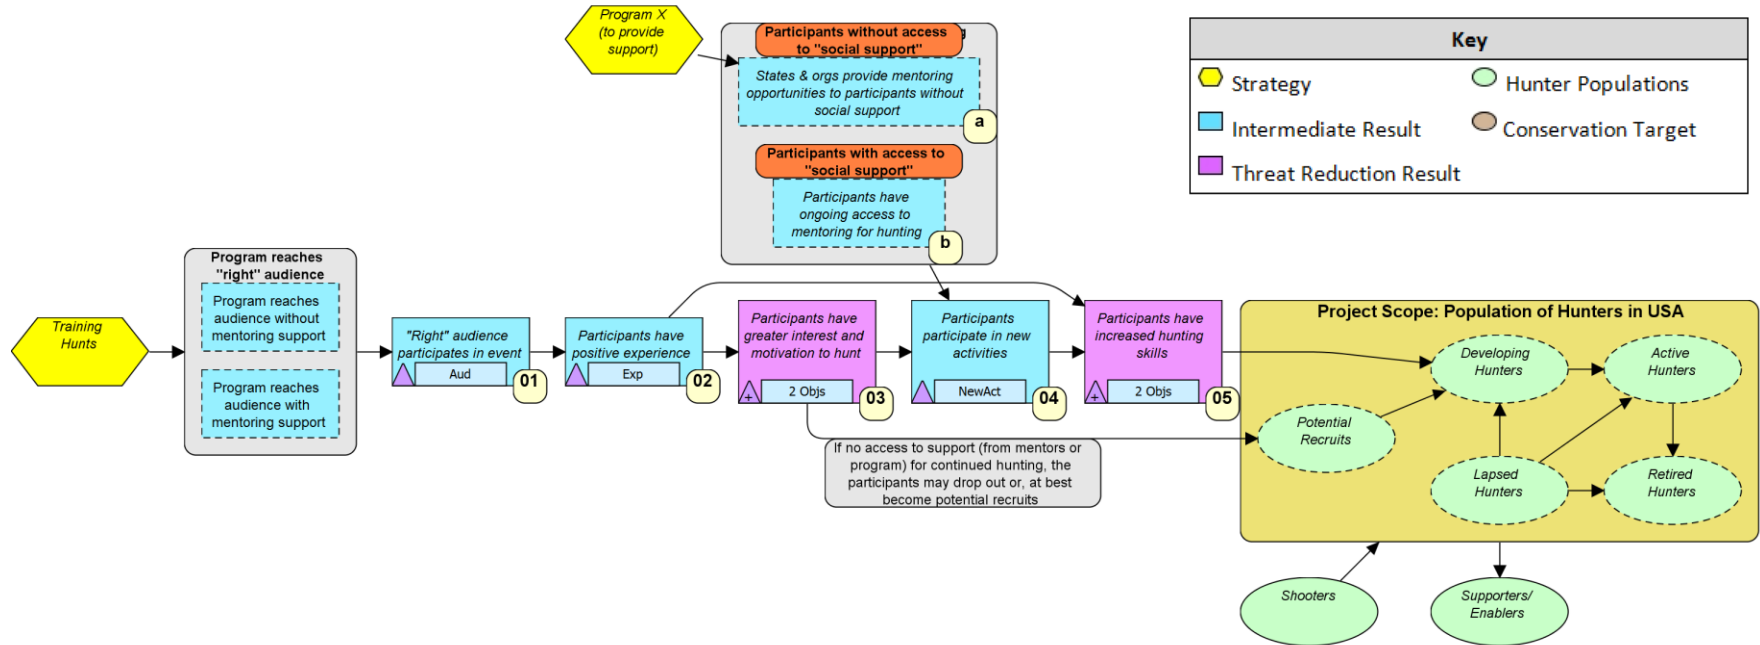 Program X
(to provide
support)
Participants without access
to "social support"
g
States & orgs provide mentoring
opportunities to participants without
social support
a
Participants with access to
"social support"
Participants have
ongoing access to
mentoring for hunting
b
Key
Strategy
Hunter Populations
Intermediate Result
Conservation Target
Threat Reduction Result
Training
Hunts
Program reaches
"right" audience
Program reaches
audience without
mentoring support
Program reaches
audience with
mentoring support
"Right" audience
participates in event
Aud
01
Participants have
positive experience
Exp
02
Participants have
greater interest and
motivation to hunt
+
2 Objs
03
Participants
participate in new
activities
NewAct
04
Participants have
increased hunting
skills
+
2 Objs
05
If no access to support (from mentors or
program) for continued hunting, the
participants may drop out or, at best
become potential recruits
Project Scope: Population of Hunters in USA
Developing
Hunters
Active
Hunters
Potential
Recruits
Lapsed
Hunters
Retired
Hunters
Shooters
Supporters/
Enablers